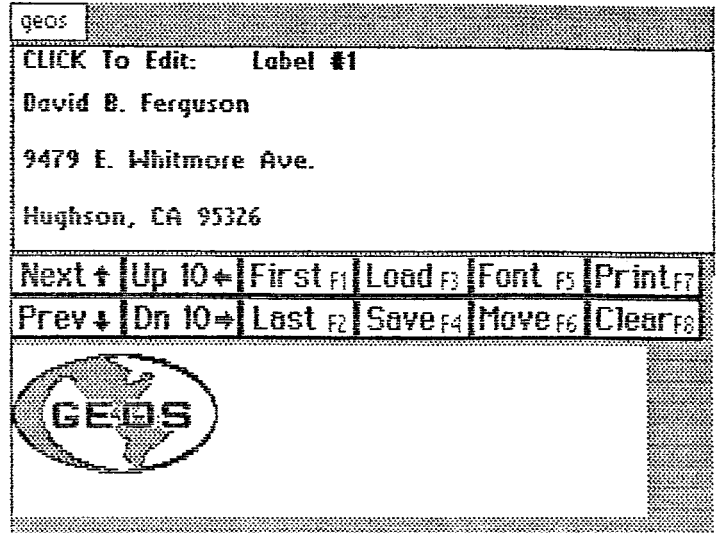 geos
CLICK To Edit: Label #1
David B. Ferguson
9479 E. Whitmore Ave.
Hughson, CA 95326
Next ↑ Up 10 ← First F1 Load F3 Font F5 Print F7
Prev ↓ Dn 10 → Last F2 Save F4 Move F6 Clear F8
GEOS